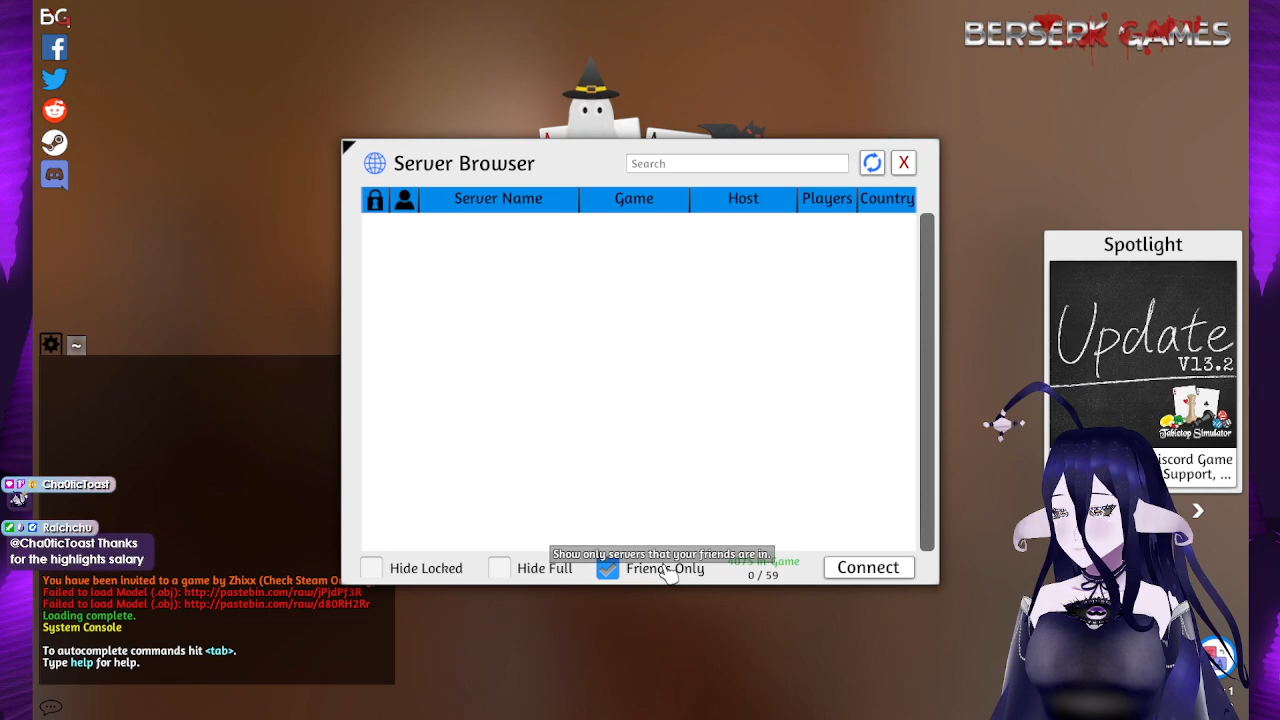 BG
BERSERK GAMES
Server Browser
Search
X
Server Name
Game
Host
Players
Country
Spotlight
Update
V13.2
Tabletop Simulator
iscord Game
Support, ...
~
Cha0ticToast
Raichchu
@Cha0ticToast Thanks
for the highlights salary
Show only servers that your friends are in.
Hide Locked
Hide Full
Friends Only
in-game
0 / 59
Connect
You have been invited to a game by Zhixx (Check Steam O
Failed to load Model (.obj): http://pastebin.com/raw/jPjdPf3R
Failed to load Model (.obj): http://pastebin.com/raw/d80RH2Rr
Loading complete.
System Console
To autocomplete commands hit <tab>.
Type help for help.